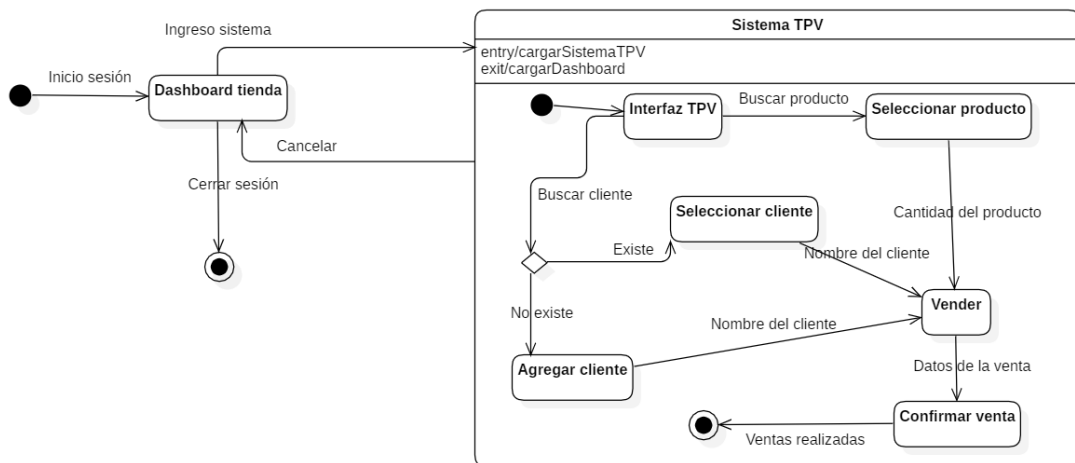 Sistema TPV
Ingreso sistema
entry/cargarSistemaTPV
exit/cargarDashboard
Inicio sesión
Dashboard tienda
Interfaz TPV
Buscar producto
Seleccionar producto
Cancelar
Cerrar sesión
Buscar cliente
Seleccionar cliente
Cantidad del producto
Existe
Nombre del cliente
No existe
Vender
Nombre del cliente
Agregar cliente
Datos de la venta
Confirmar venta
Ventas realizadas